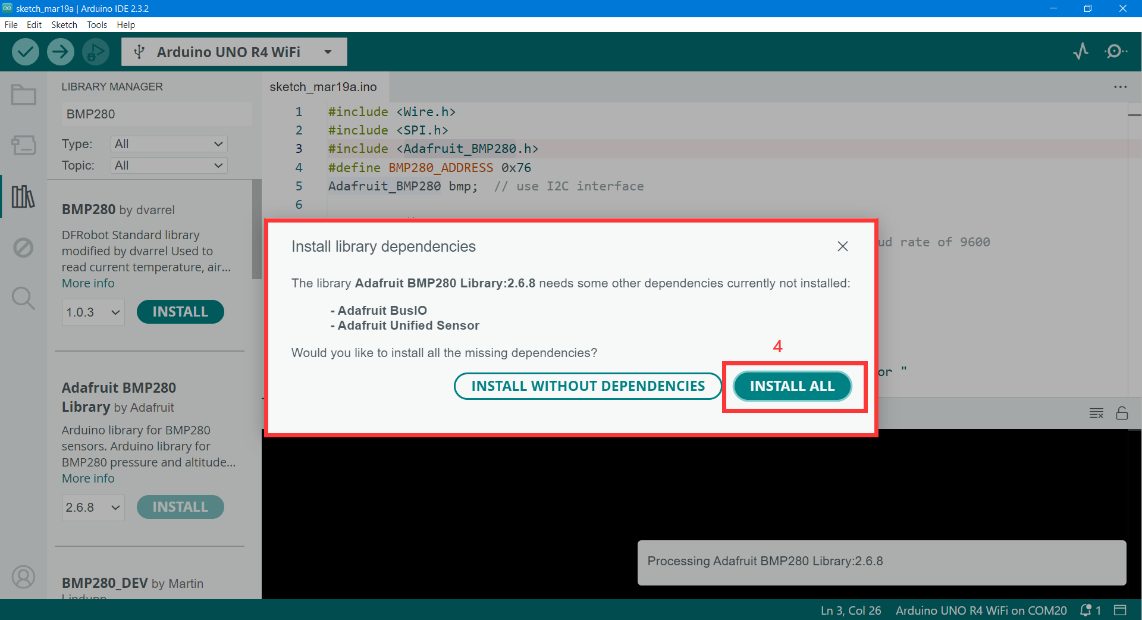 sketch_mar19a | Arduino IDE 2.3.2
File Edit Sketch Tools Help
Arduino UNO R4 WiFi
LIBRARY MANAGER
BMP280
Type: All
Topic: All
BMP280 by dvarrel
DFRobot Standard library
modified by dvarrel Used to
read current temperature, air...
More info
1.0.3 INSTALL
Adafruit BMP280
Library by Adafruit
Arduino library for BMP280
sensors. Arduino library for
BMP280 pressure and altitude...
More info
2.6.8 INSTALL
BMP280_DEV by Martin
sketch_mar19a.ino
1 #include <Wire.h>
2 #include <SPI.h>
3 #include <Adafruit_BMP280.h>
4 #define BMP280_ADDRESS 0x76
5 Adafruit_BMP280 bmp; // use I2C interface
6
ud rate of 9600
or "
Install library dependencies
The library Adafruit BMP280 Library:2.6.8 needs some other dependencies currently not installed:
- Adafruit BusIO
- Adafruit Unified Sensor
Would you like to install all the missing dependencies?
4
INSTALL WITHOUT DEPENDENCIES INSTALL ALL
Processing Adafruit BMP280 Library:2.6.8
Ln 3, Col 26 Arduino UNO R4 WiFi on COM20 1